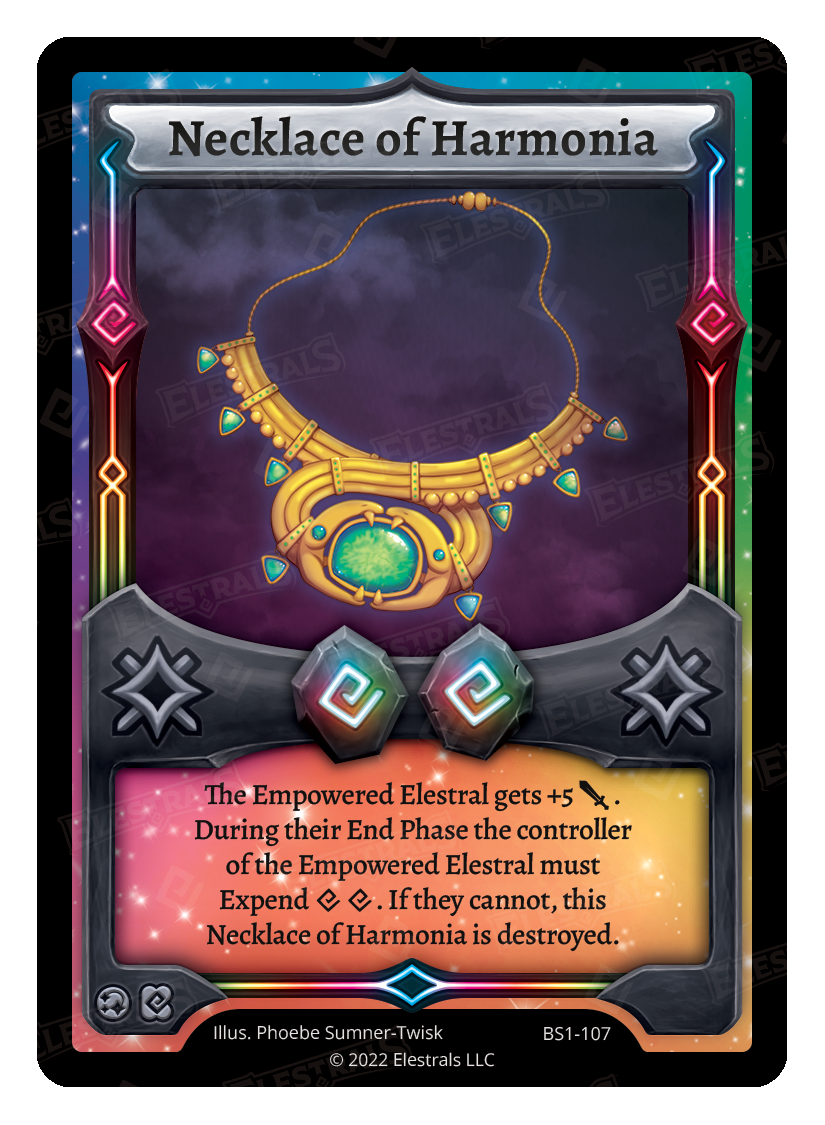 Necklace of Harmonia
The Empowered Elestral gets +5 .
During their End Phase the controller
of the Empowered Elestral must
Expend . If they cannot, this
Necklace of Harmonia is destroyed.
Illus. Phoebe Sumner-Twisk BS1-107
© 2022 Elestrals LLC
ELESTRALS